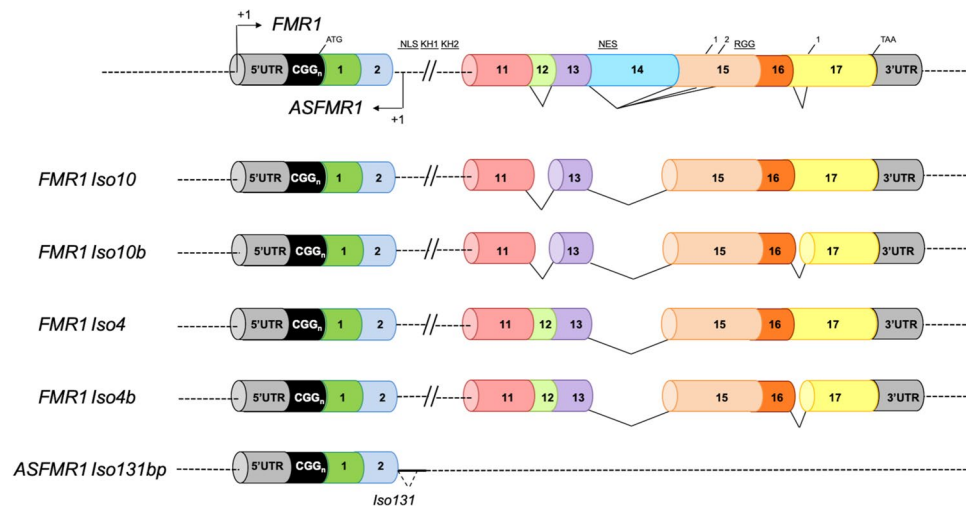 +1 FMR1
ATG NLS KH1 KH2 NES 1 2 RGG 1 TAA
5'UTR CGGn 1 2 11 12 13 14 15 16 17 3'UTR
ASFMR1 +1
FMR1 Iso10 5'UTR CGGn 1 2 11 13 15 16 17 3'UTR
FMR1 Iso10b 5'UTR CGGn 1 2 11 13 15 16 17 3'UTR
FMR1 Iso4 5'UTR CGGn 1 2 11 12 13 15 16 17 3'UTR
FMR1 Iso4b 5'UTR CGGn 1 2 11 12 13 15 16 17 3'UTR
ASFMR1 Iso131bp 5'UTR CGGn 1 2
Iso131